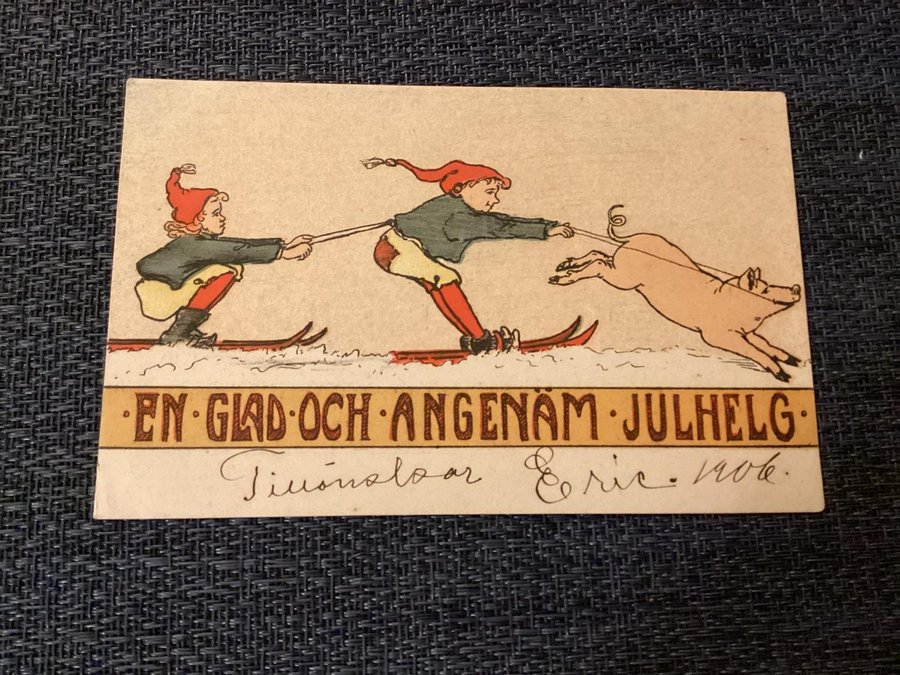 ·EN·GLAD·OCH·ANGENÄM·JULHELG·
Tillönskar Eric. 1906.